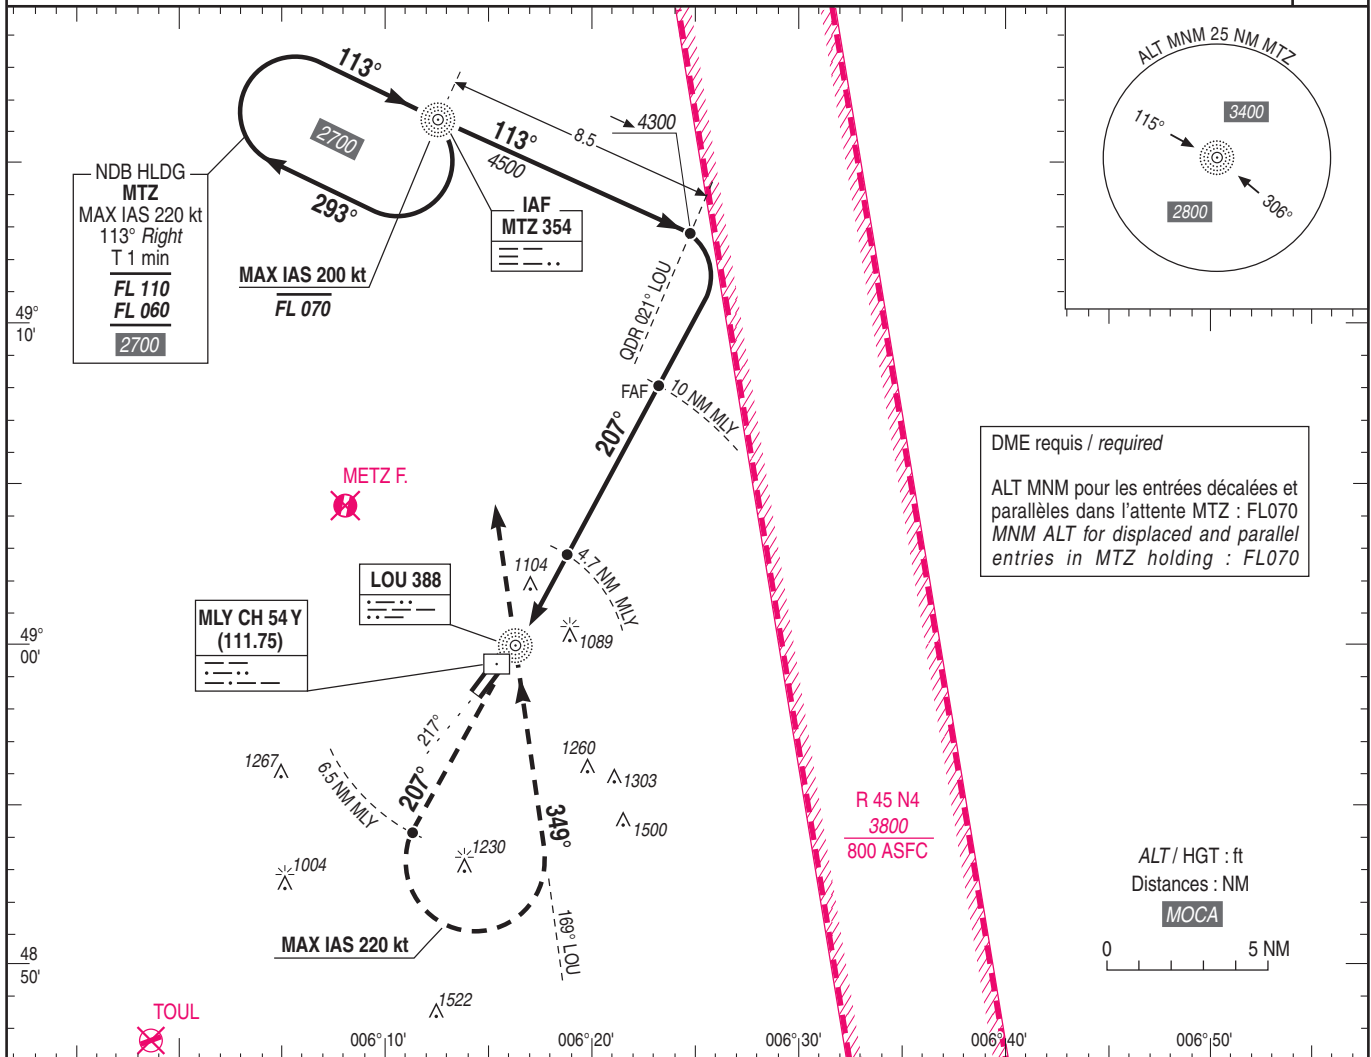 113°
2700
293°
NDB HLDG
MTZ
MAX IAS 220 kt
113° Right
T 1 min
FL 110
FL 060
2700
MAX IAS 200 kt
FL 070
IAF
MTZ 354
113°
4500
8.5
4300
QDR 021° LOU
FAF
10 NM MLY
207°
ALT MNM 25 NM MTZ
3400
115°
306°
2800
49°
10'
METZ F.
DME requis / required
ALT MNM pour les entrées décalées et
parallèles dans l'attente MTZ : FL070
MNM ALT for displaced and parallel
entries in MTZ holding : FL070
4.7 NM MLY
1104
1089
LOU 388
MLY CH 54 Y
(111.75)
49°
00'
217°
207°
6.5 NM MLY
1267
1260
1303
1500
349°
1230
1004
169° LOU
MAX IAS 220 kt
1522
R 45 N4
3800
800 ASFC
ALT / HGT : ft
Distances : NM
MOCA
0 5 NM
48
50'
TOUL
006°10'
006°20'
006°30'
006°40'
006°50'